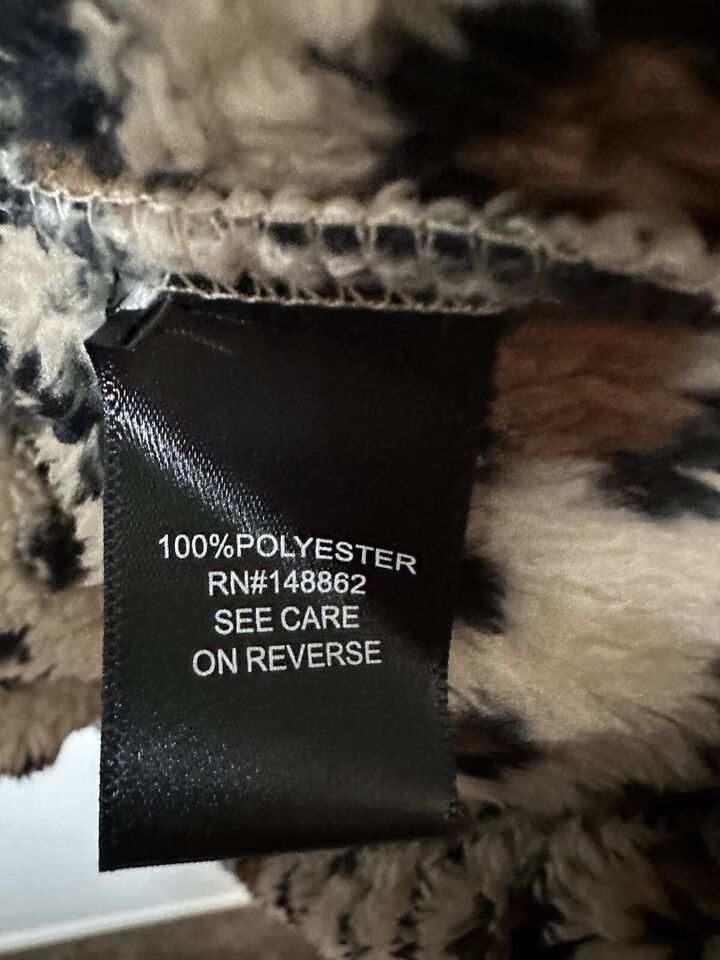 100%POLYESTER
RN#148862
SEE CARE
ON REVERSE